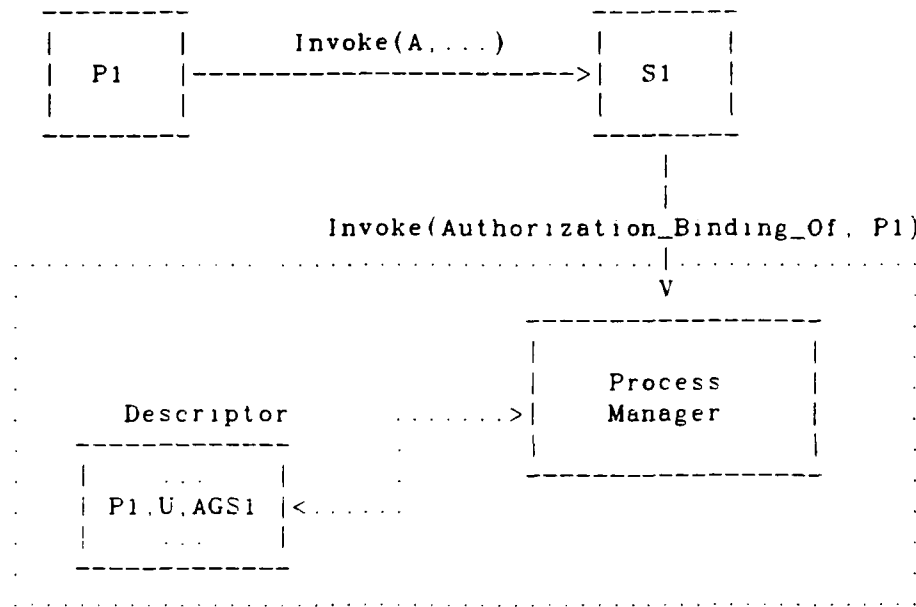 Invoke(A,...)
P1
S1
Invoke(Authorization_Binding_Of, P1)
V
Process
Manager
Descriptor
...
P1,U,AGS1
...